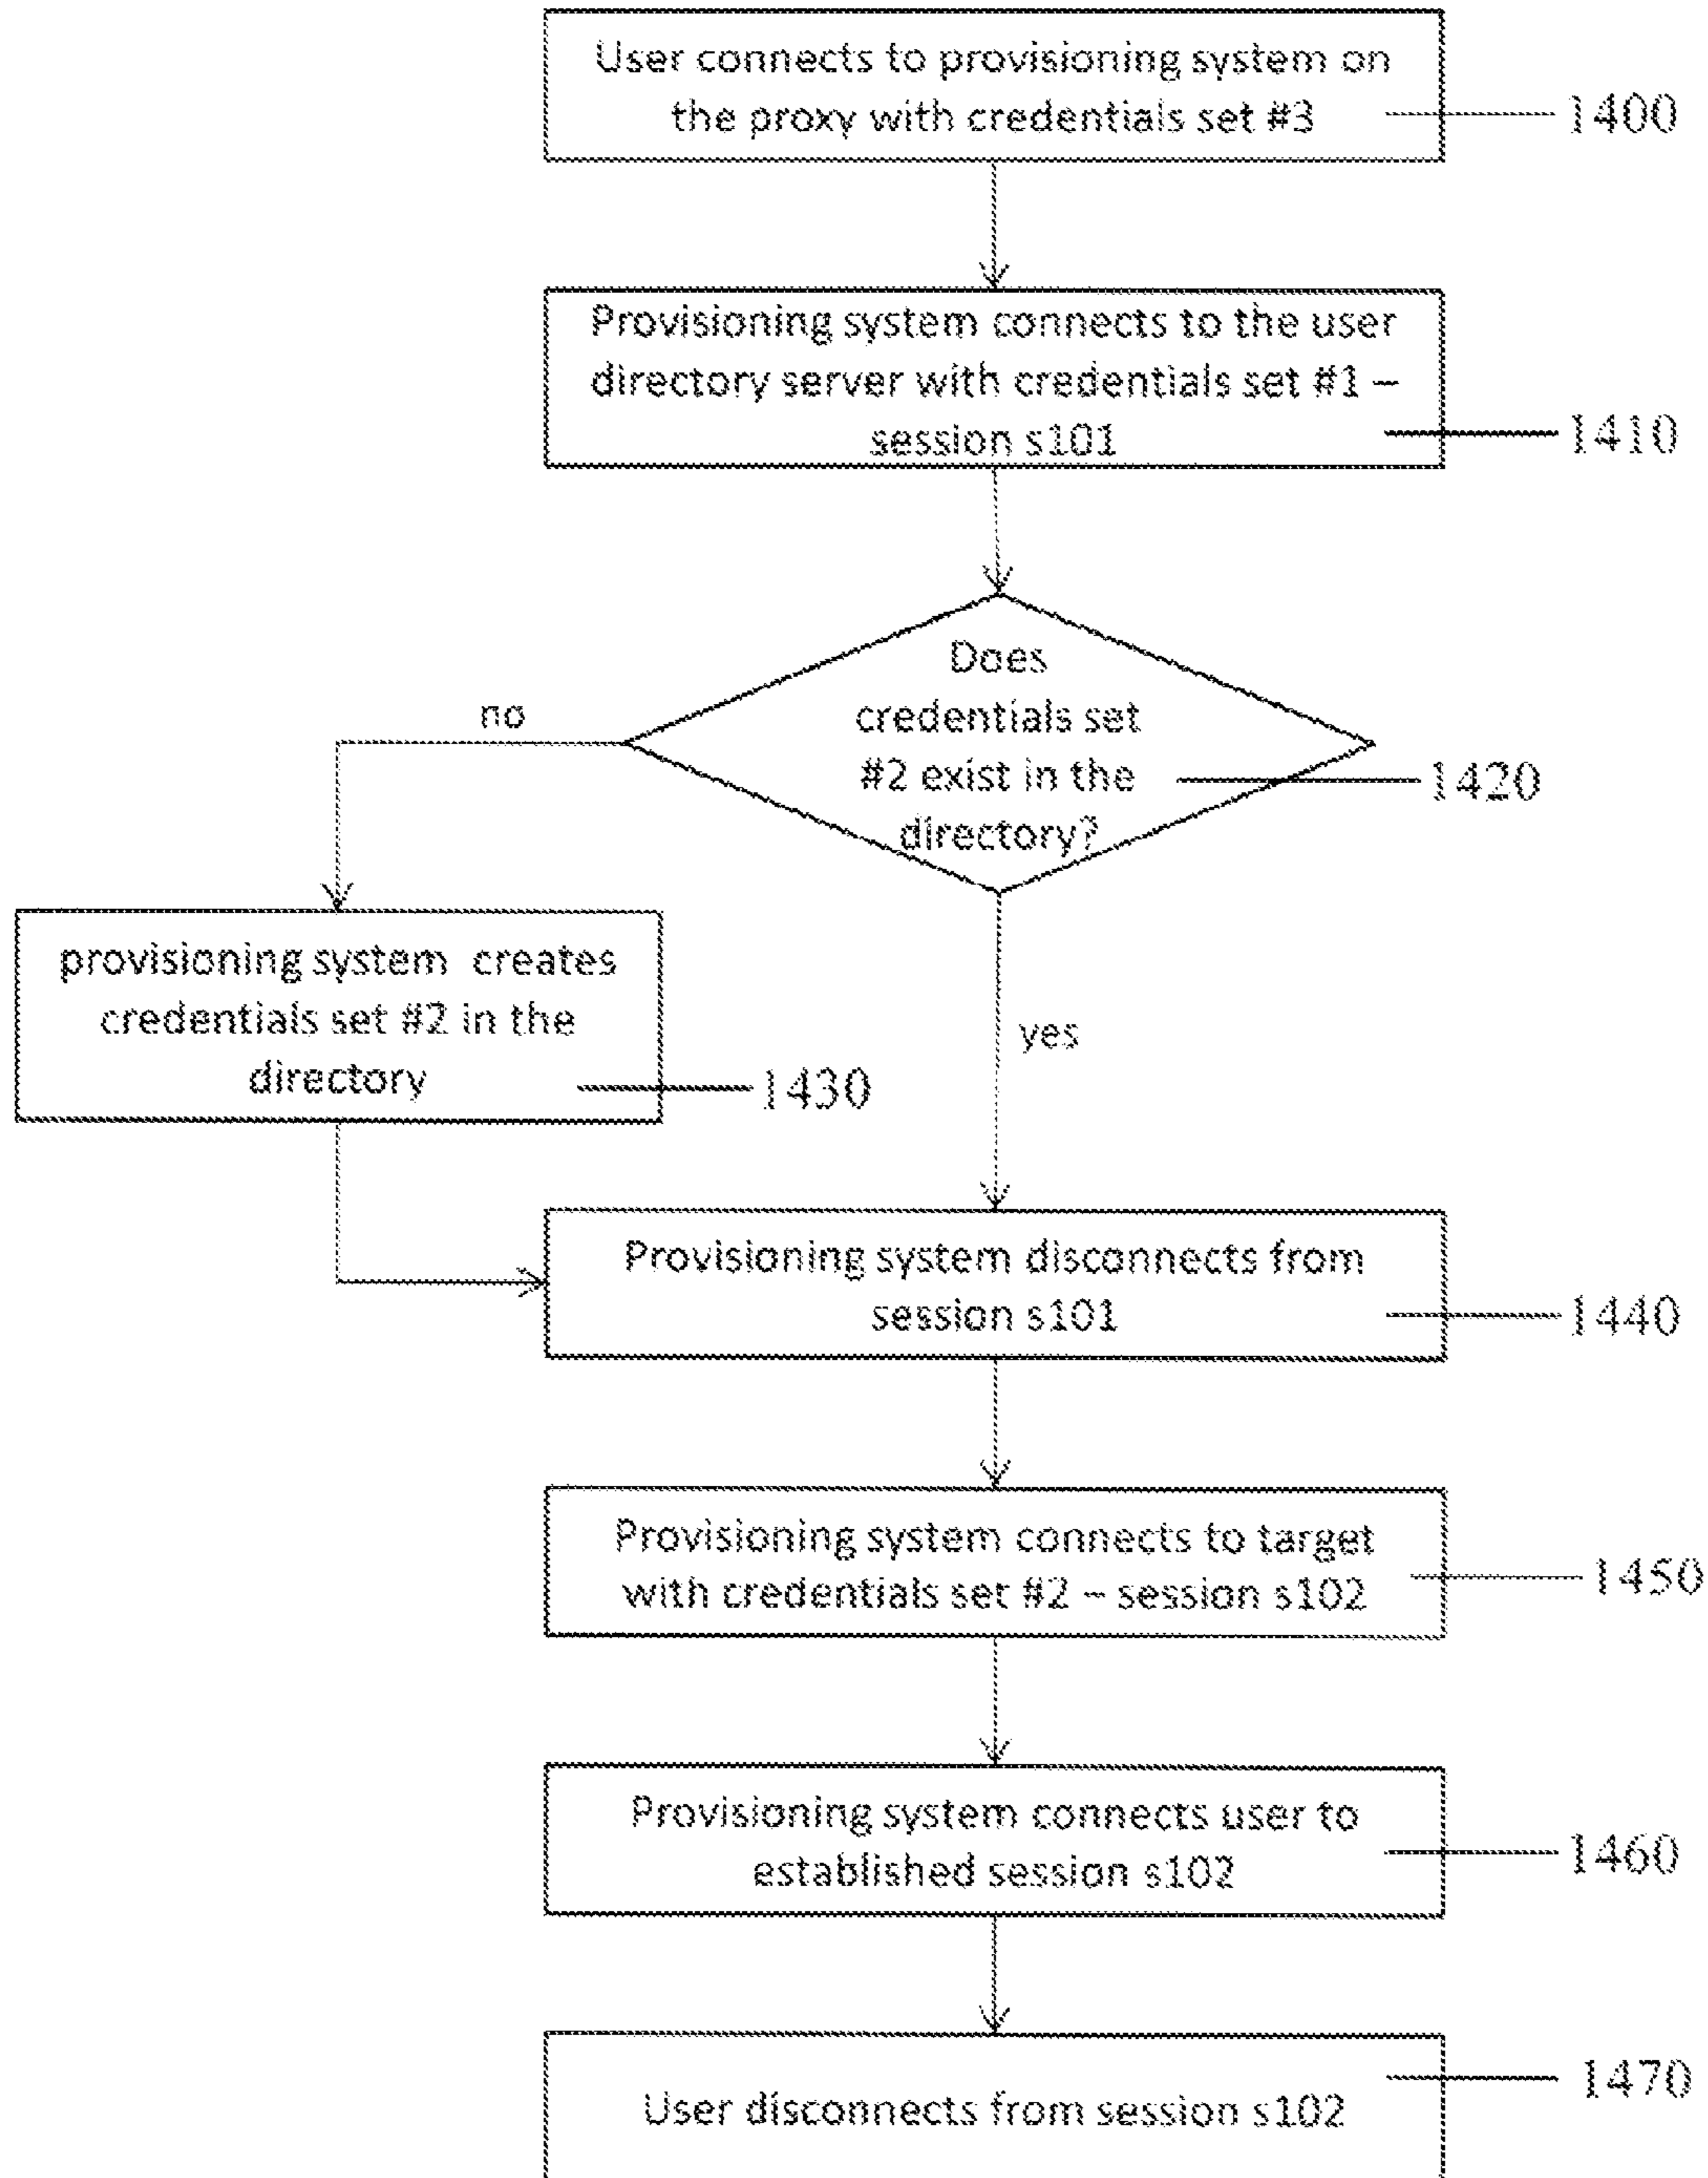 User connects to provisioning system on
the proxy with credentials set #3
1400
Provisioning system connects to the user
directory server with credentials set #1 –
session s101
1410
Does
credentials set
#2 exist in the
directory?
1420
no
yes
provisioning system creates
credentials set #2 in the
directory
1430
Provisioning system disconnects from
session s101
1440
Provisioning system connects to target
with credentials set #2 – session s102
1450
Provisioning system connects user to
established session s102
1460
User disconnects from session s102
1470